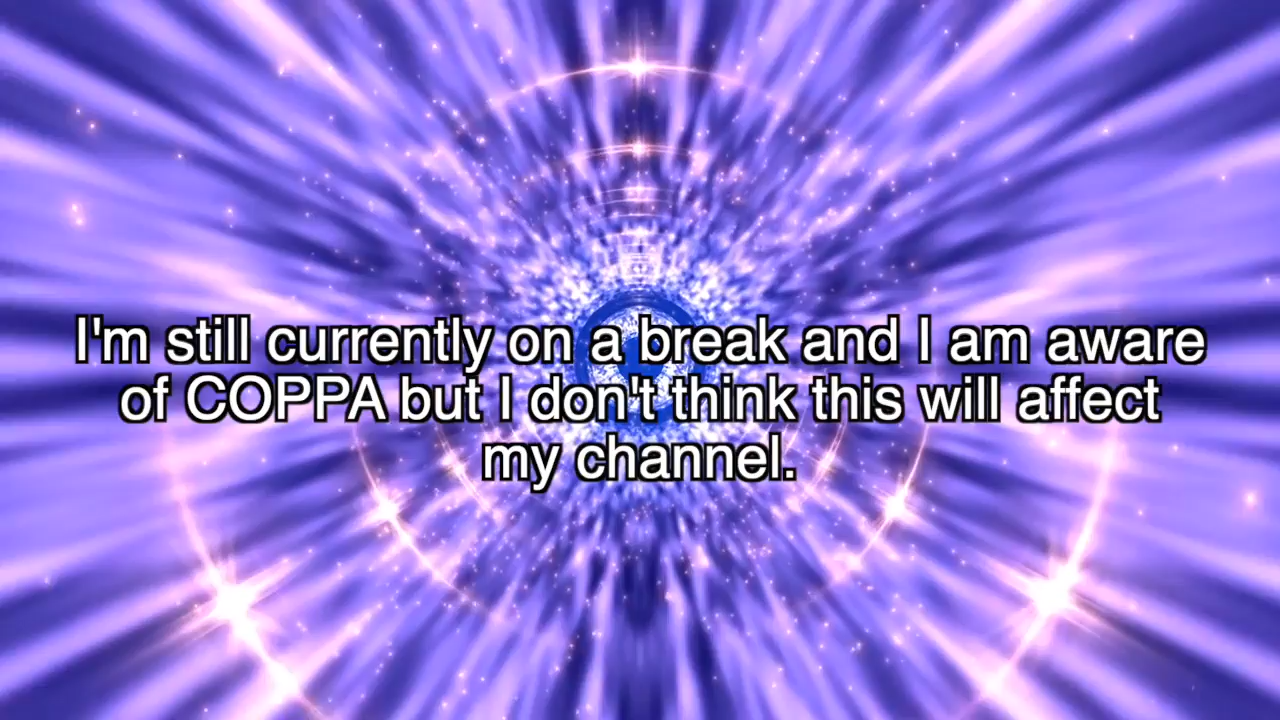 I'm still currently on a break and I am aware
of COPPA but I don't think this will affect
my channel.